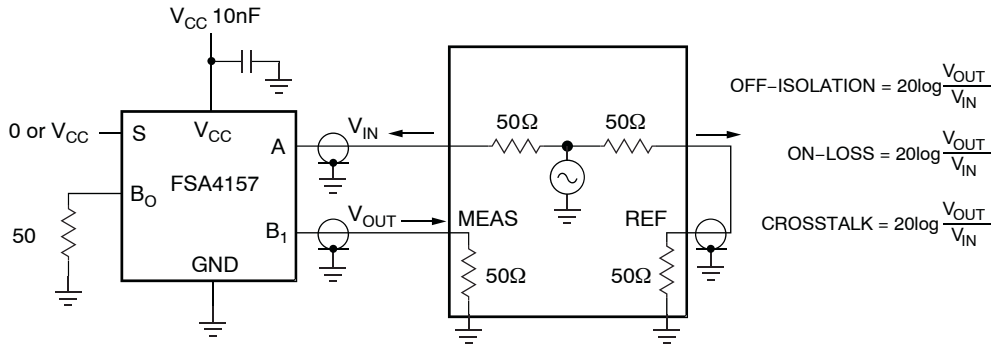 V_CC 10nF
0 or V_CC
S
V_CC
A
FSA4157
B_O
B_1
GND
50
V_IN
V_OUT
50Ω
50Ω
MEAS
REF
50Ω
50Ω
OFF−ISOLATION = 20log V_OUT/V_IN
ON−LOSS = 20log V_OUT/V_IN
CROSSTALK = 20log V_OUT/V_IN